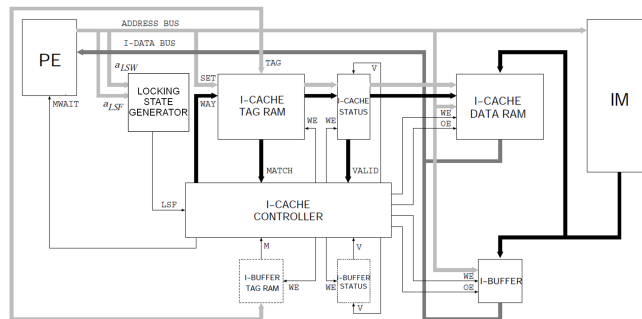 ADDRESS BUS
I-DATA BUS
PE
IM
TAG
V
a LSW
a LSF
SET
WAY
MWAIT
LOCKING
STATE
GENERATOR
I-CACHE
TAG RAM
I-CACHE
STATUS
I-CACHE
DATA RAM
WE
WE
WE
OE
MATCH
VALID
LSF
I-CACHE
CONTROLLER
M
V
I-BUFFER
TAG RAM
WE
WE
I-BUFFER
STATUS
V
WE
OE
I-BUFFER